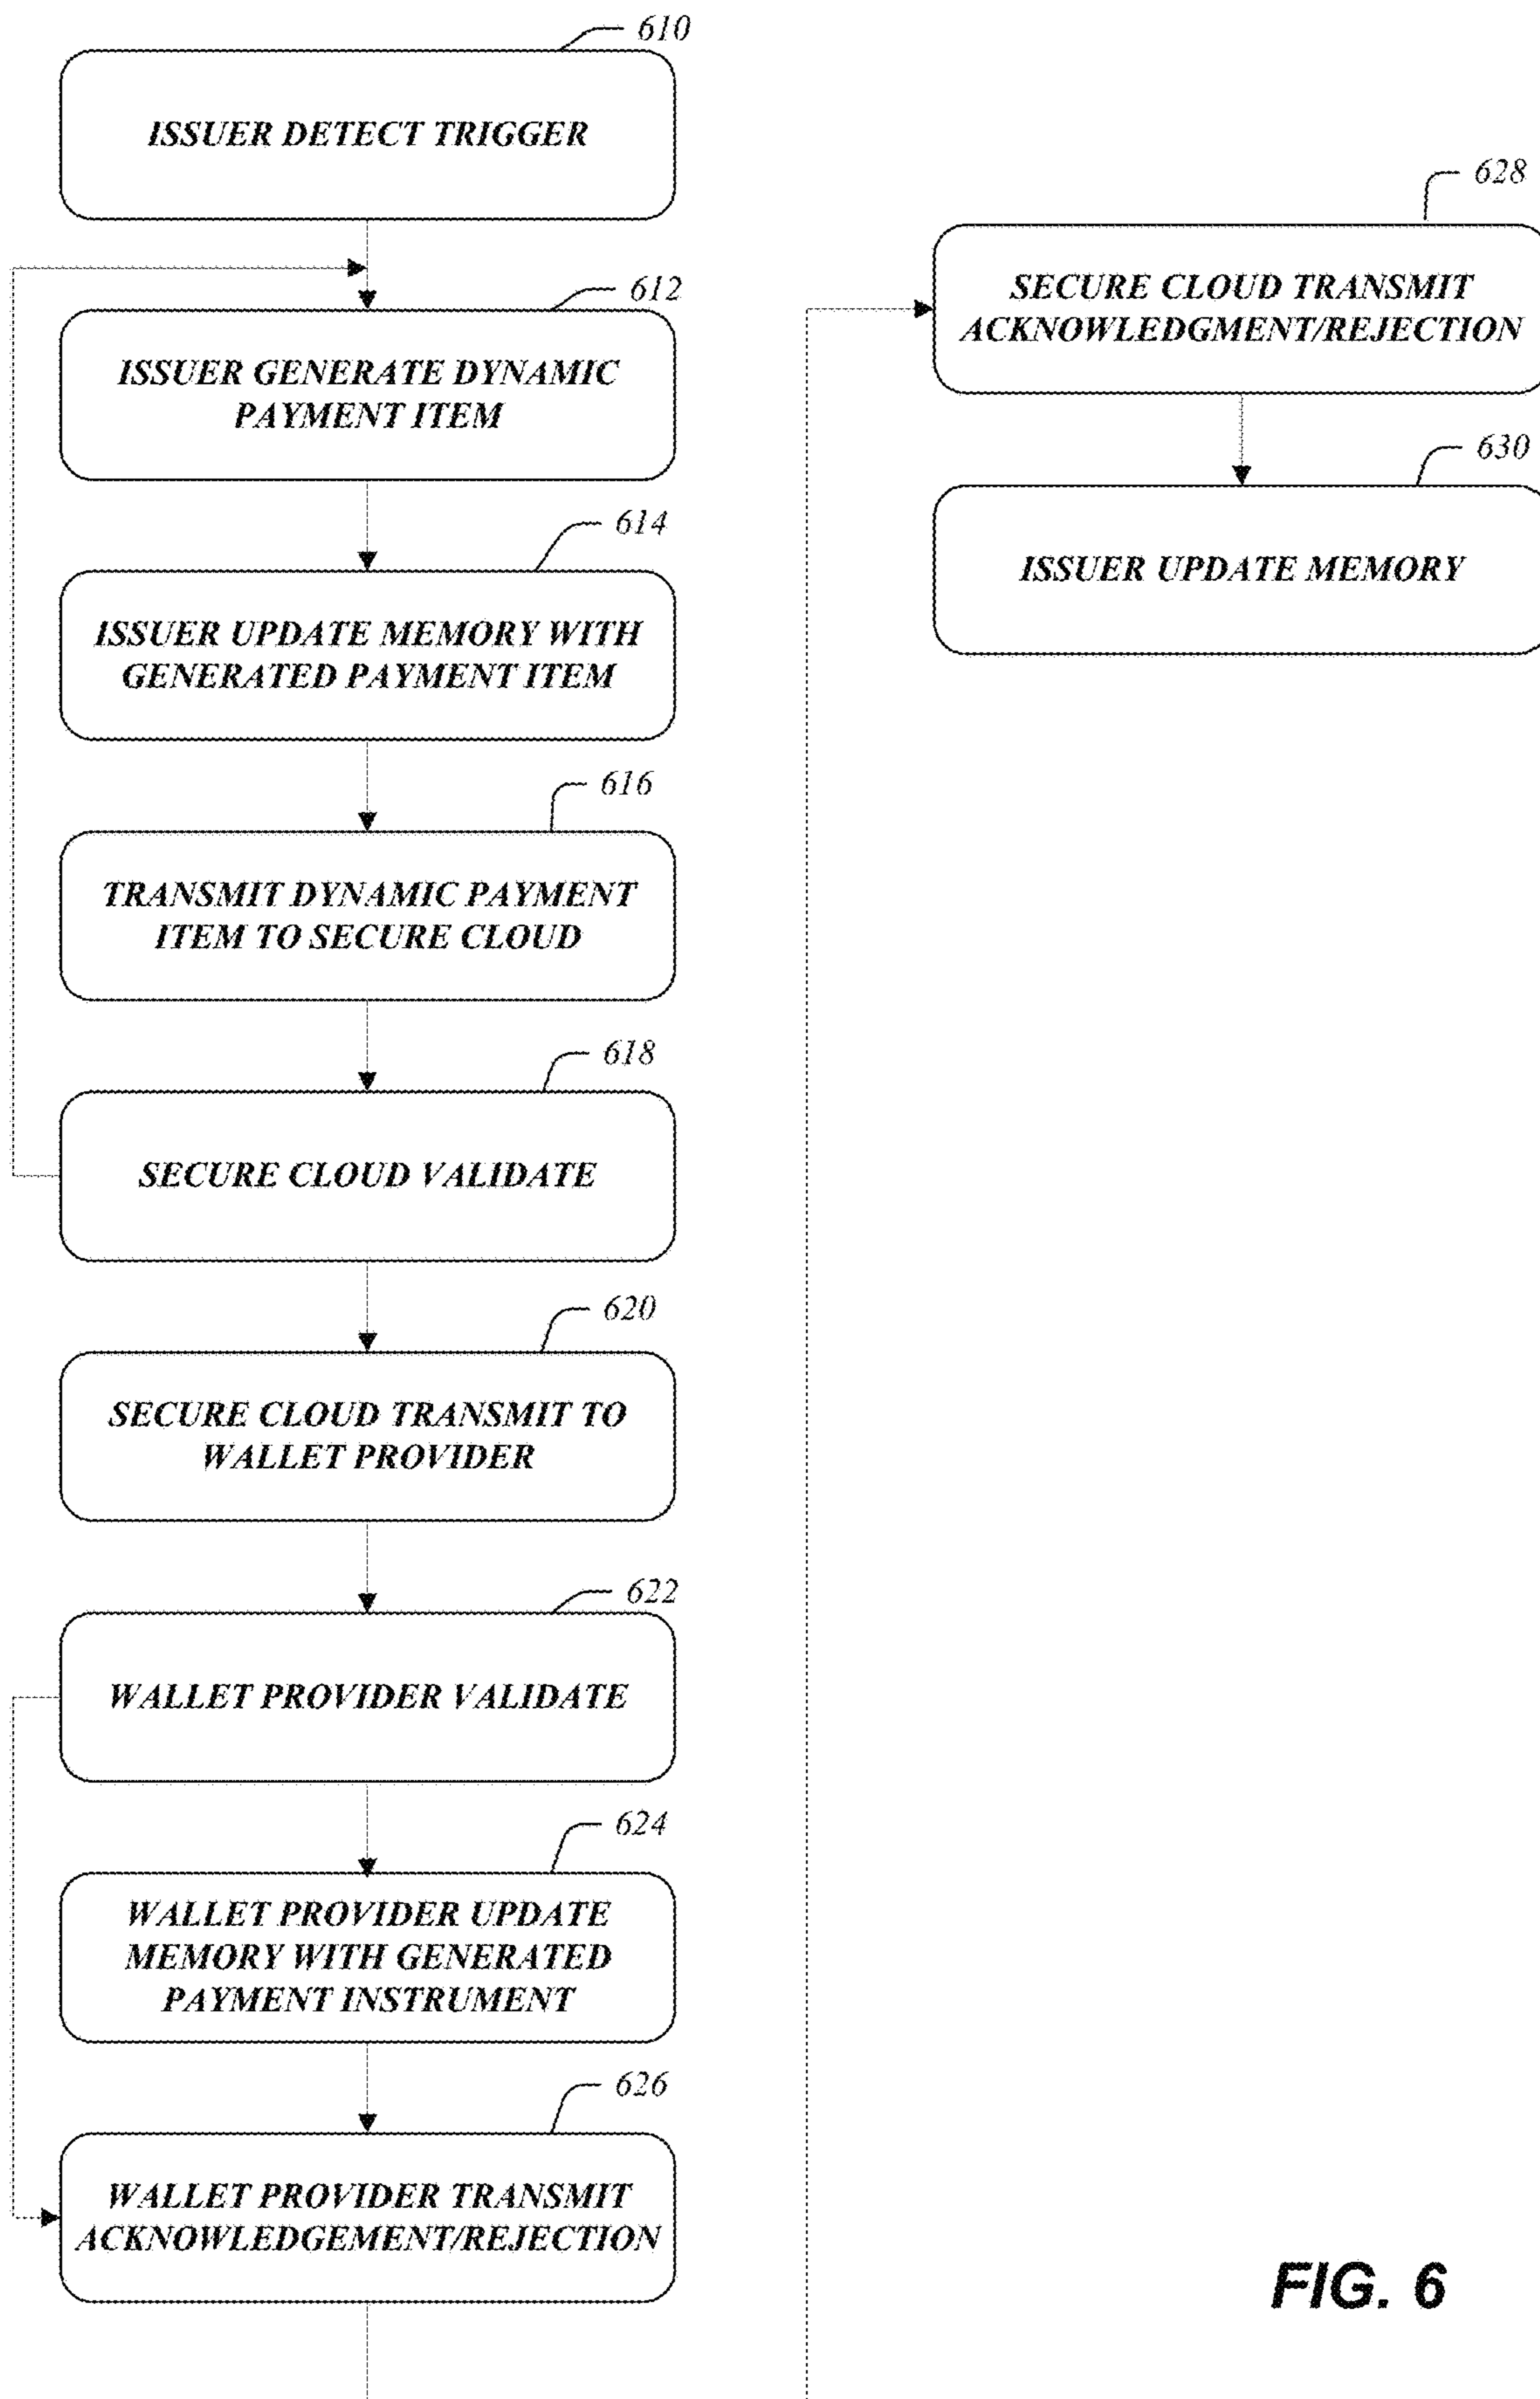 610
ISSUER DETECT TRIGGER
612
ISSUER GENERATE DYNAMIC
PAYMENT ITEM
614
ISSUER UPDATE MEMORY WITH
GENERATED PAYMENT ITEM
616
TRANSMIT DYNAMIC PAYMENT
ITEM TO SECURE CLOUD
618
SECURE CLOUD VALIDATE
620
SECURE CLOUD TRANSMIT TO
WALLET PROVIDER
622
WALLET PROVIDER VALIDATE
624
WALLET PROVIDER UPDATE
MEMORY WITH GENERATED
PAYMENT INSTRUMENT
626
WALLET PROVIDER TRANSMIT
ACKNOWLEDGEMENT/REJECTION
628
SECURE CLOUD TRANSMIT
ACKNOWLEDGMENT/REJECTION
630
ISSUER UPDATE MEMORY
FIG. 6